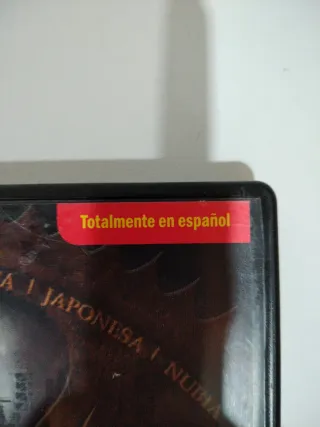 Totalmente en español
A | JAPONESA | NUBIA